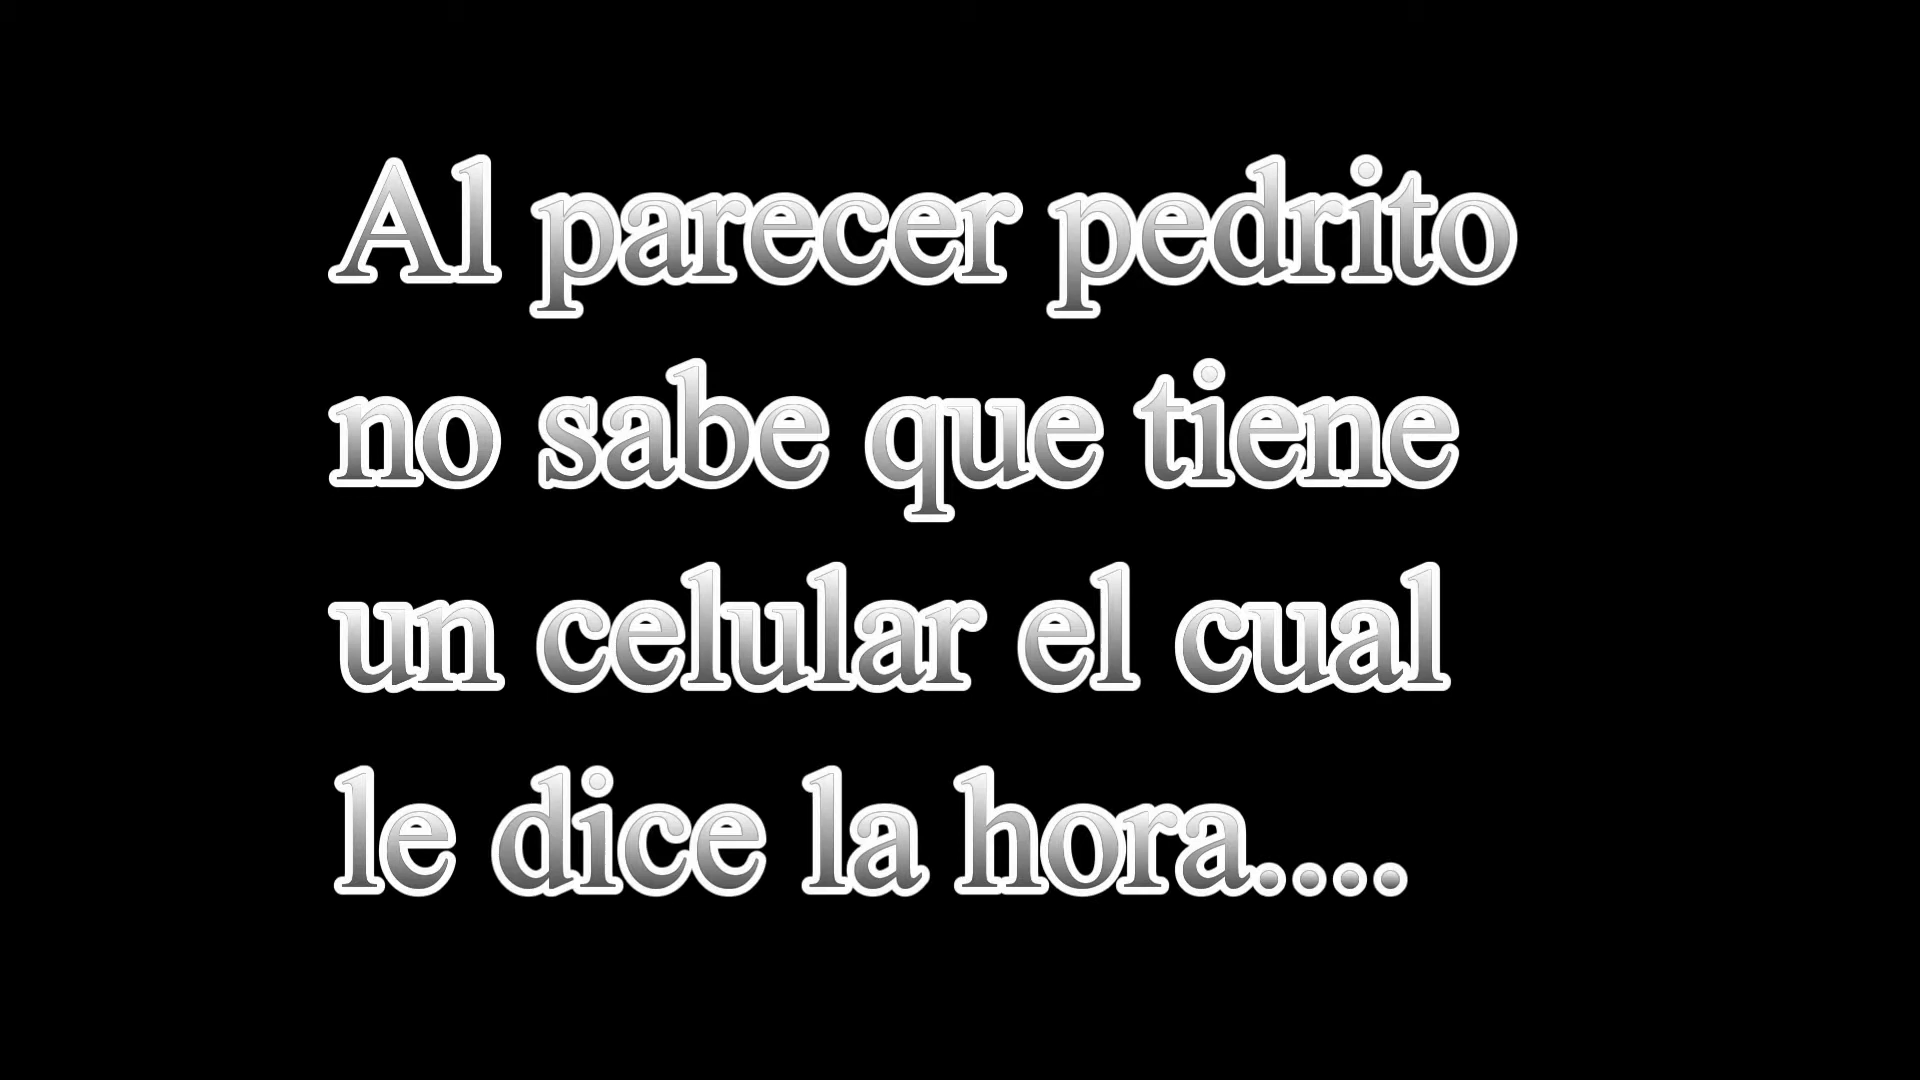 Al parecer pedrito
no sabe que tiene
un celular el cual
le dice la hora....